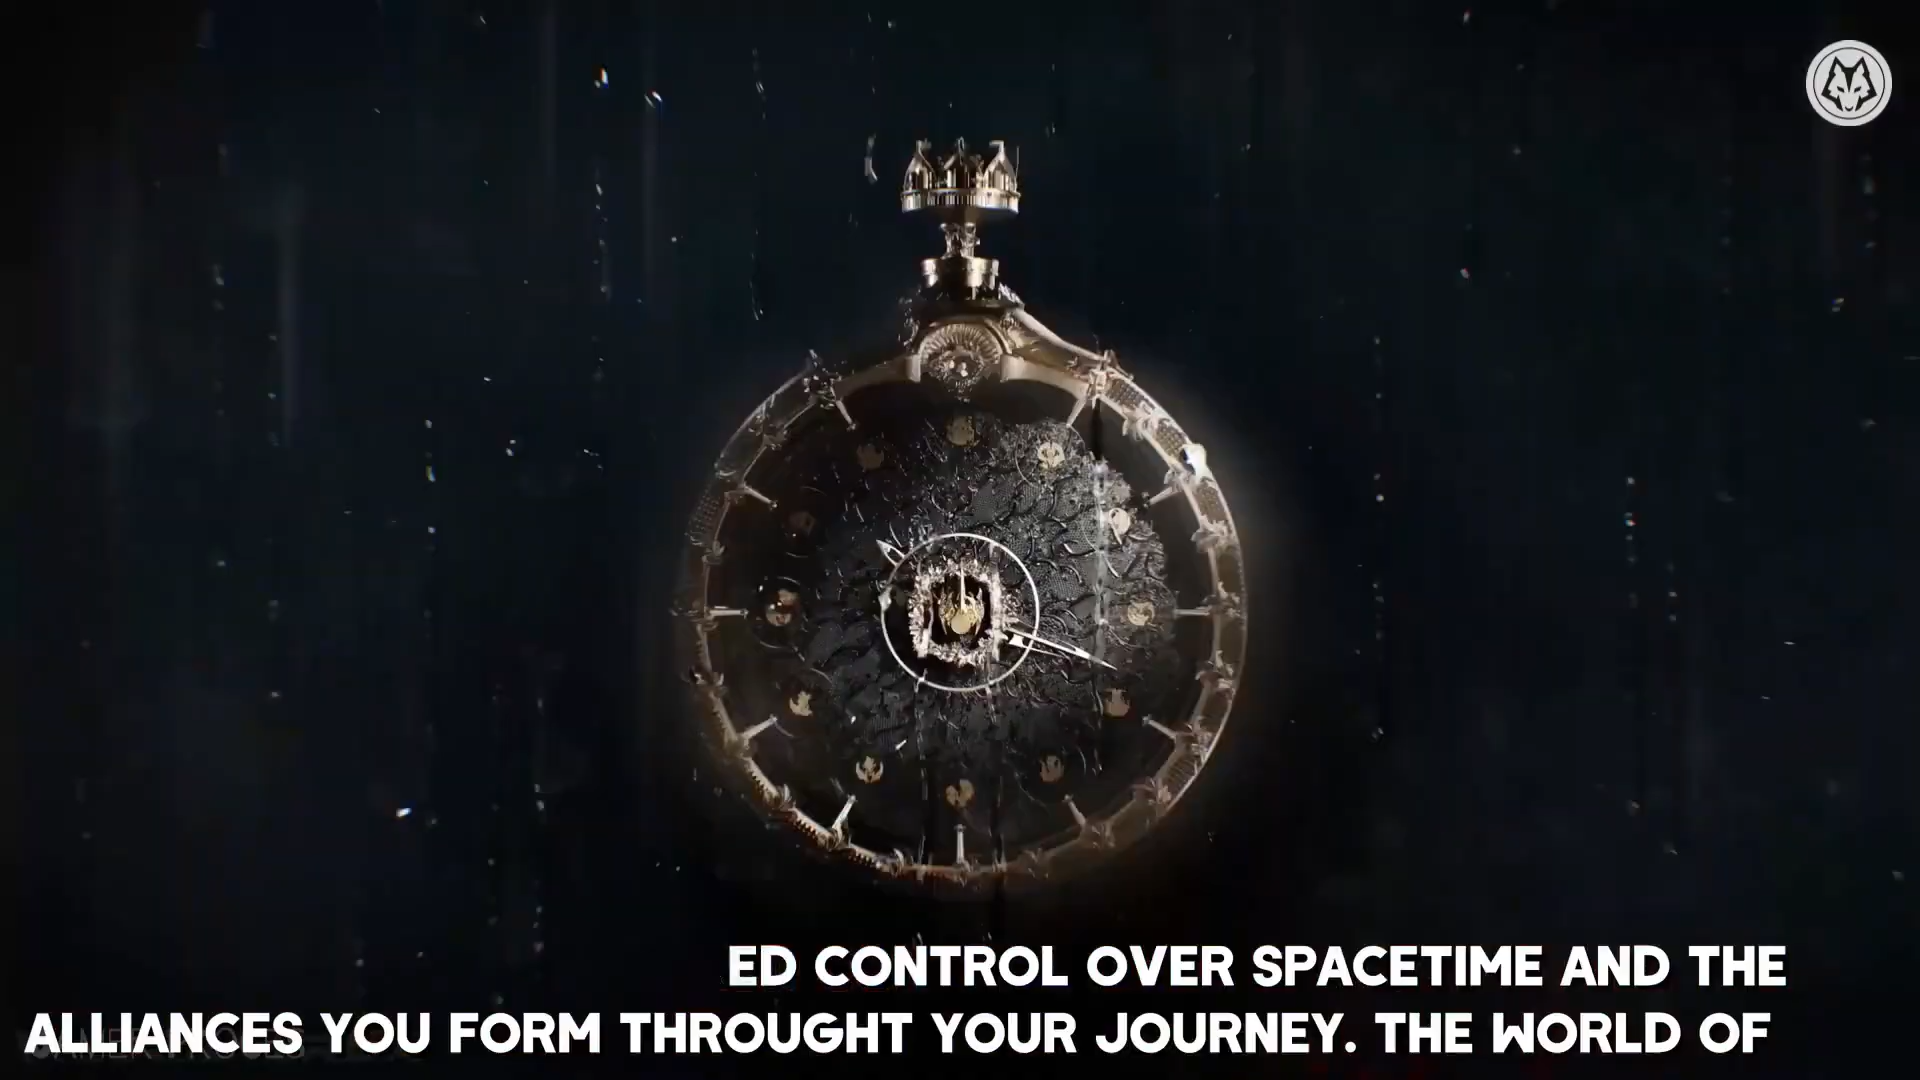 ED CONTROL OVER SPACETIME AND THE
ALLIANCES YOU FORM THROUGHT YOUR JOURNEY. THE WORLD OF